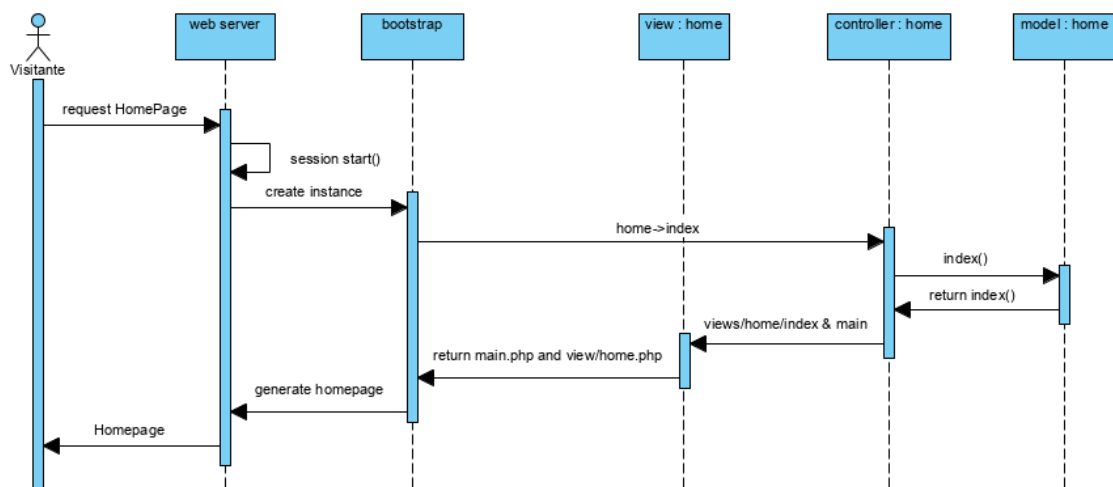 web server
bootstrap
view : home
controller : home
model : home
Visitante
request HomePage
session start()
create instance
home->index
index()
return index()
views/home/index & main
return main.php and view/home.php
generate homepage
Homepage